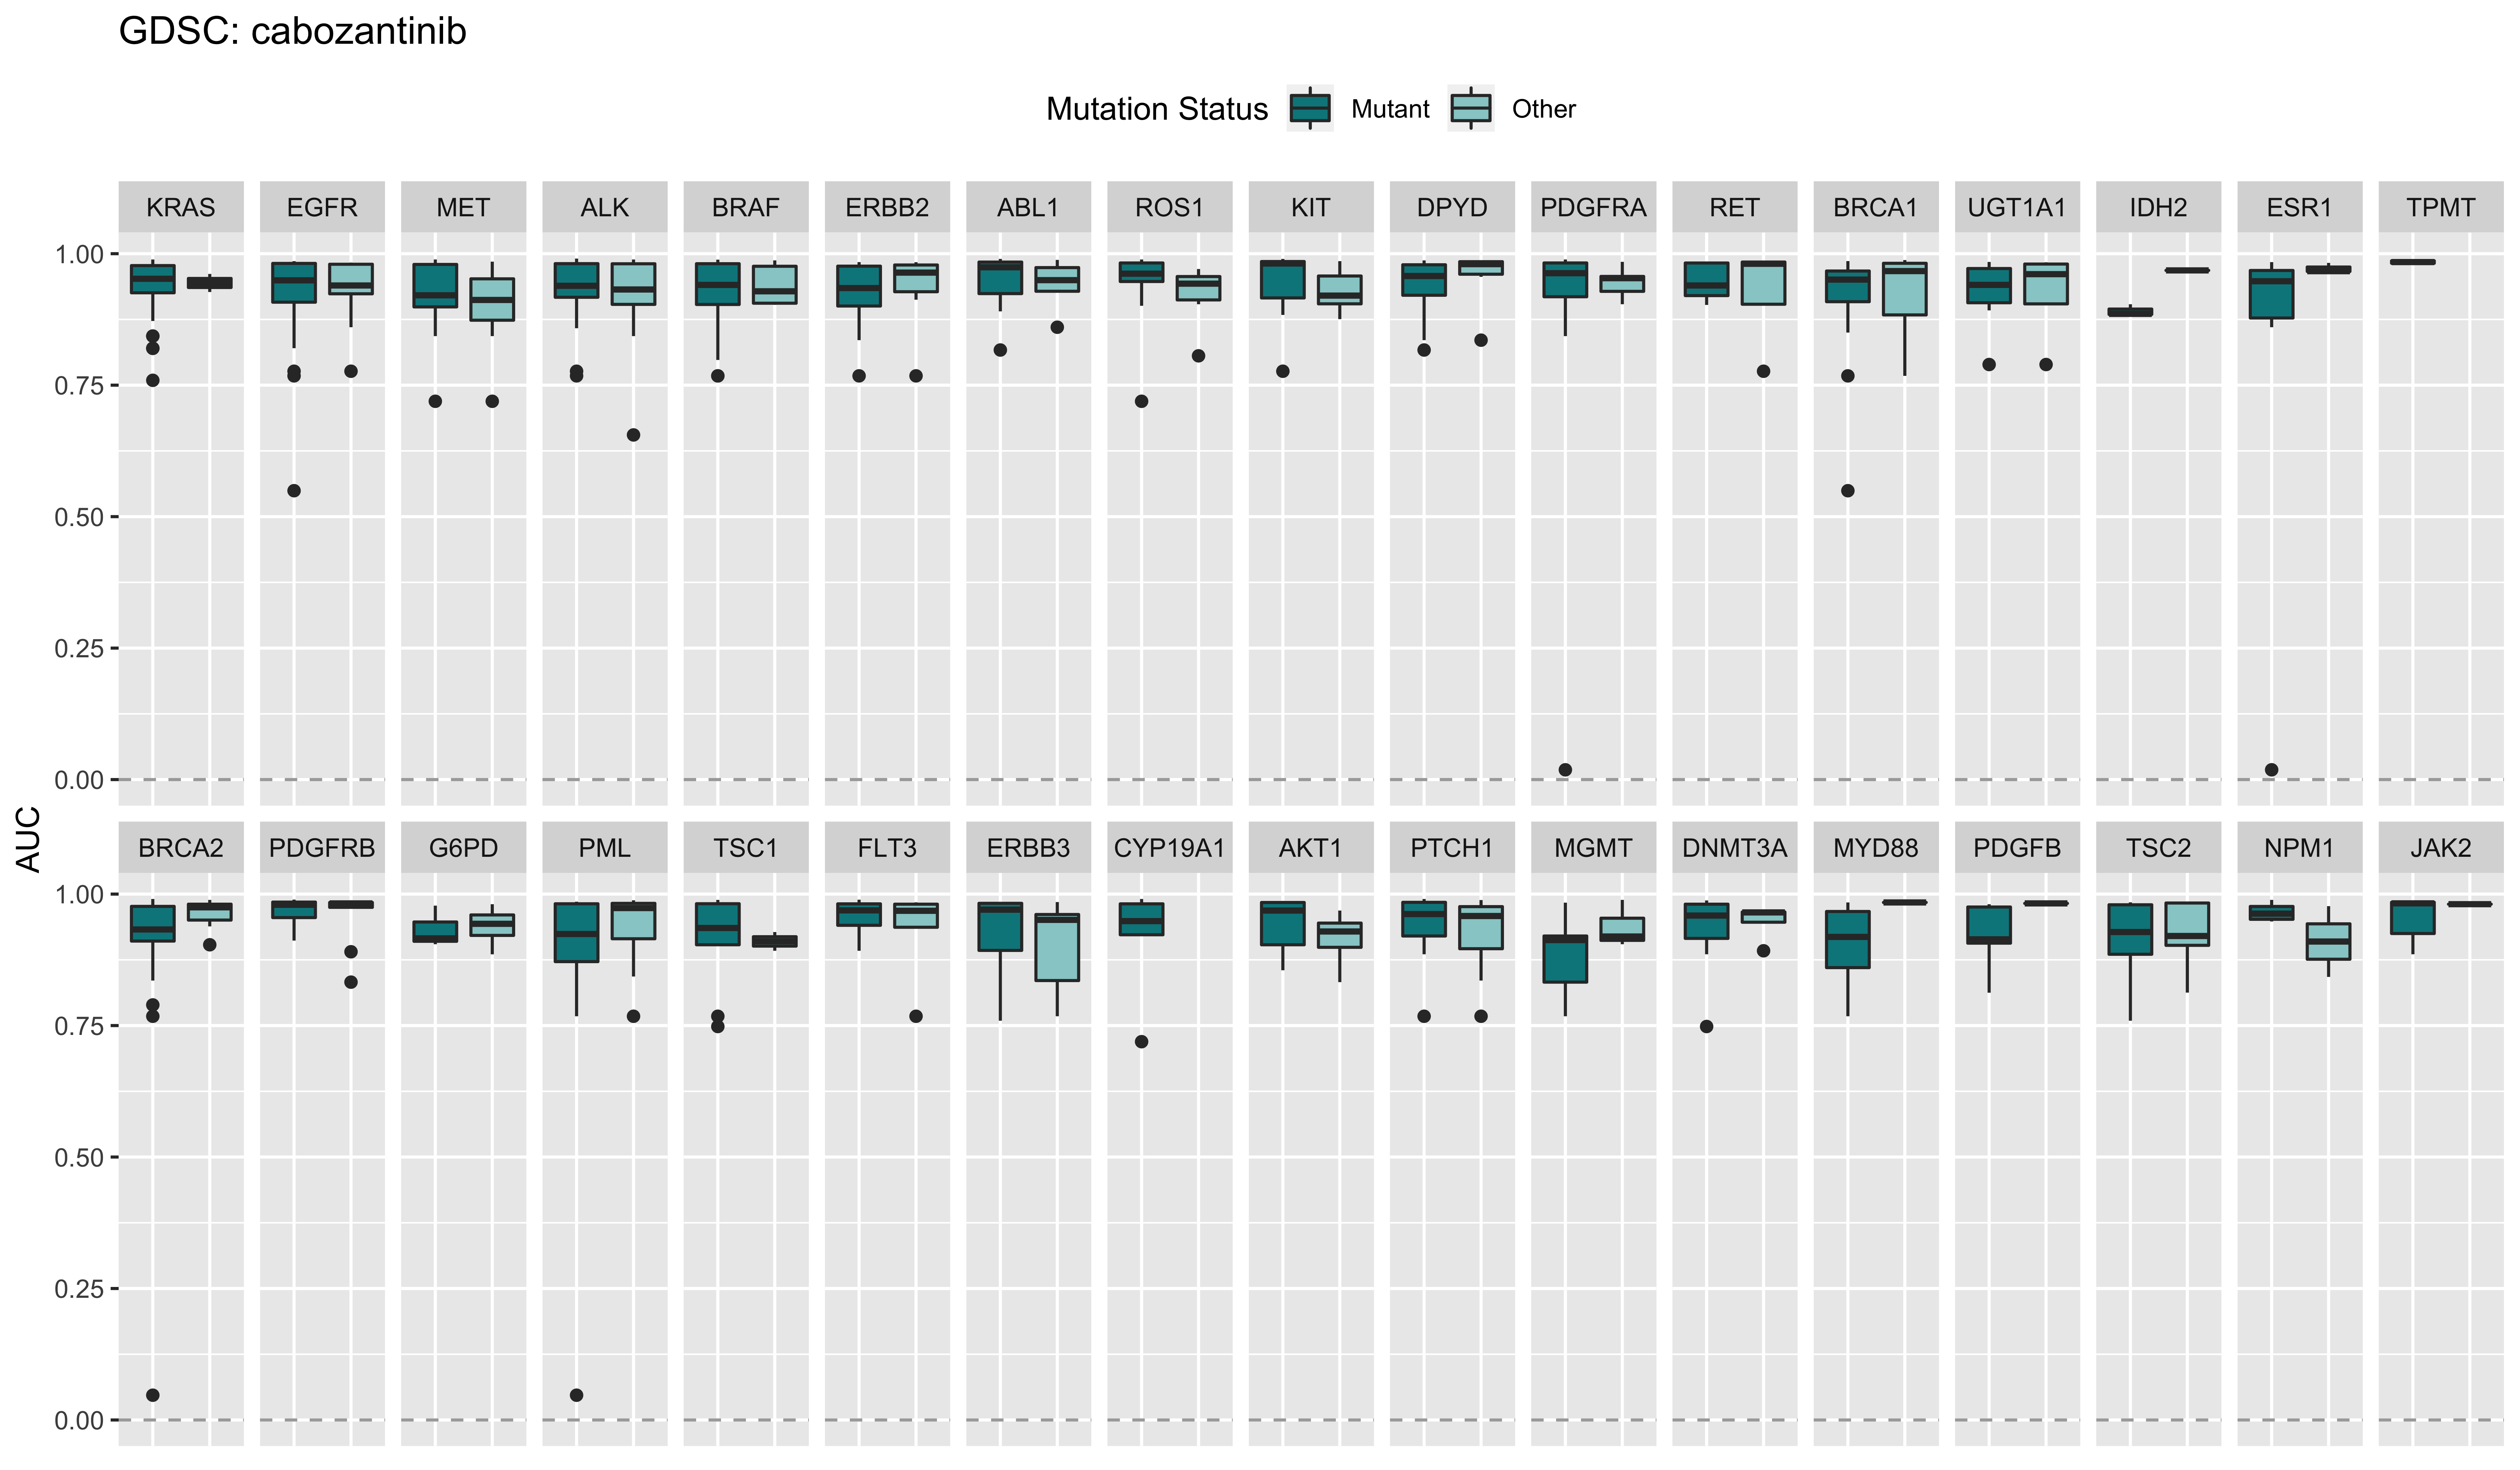 GDSC: cabozantinib
Mutation Status Mutant Other
KRAS EGFR MET ALK BRAF ERBB2 ABL1 ROS1 KIT DPYD PDGFRA RET BRCA1 UGT1A1 IDH2 ESR1 TPMT
1.00
0.75
0.50
0.25
0.00
AUC
BRCA2 PDGFRB G6PD PML TSC1 FLT3 ERBB3 CYP19A1 AKT1 PTCH1 MGMT DNMT3A MYD88 PDGFB TSC2 NPM1 JAK2
1.00
0.75
0.50
0.25
0.00